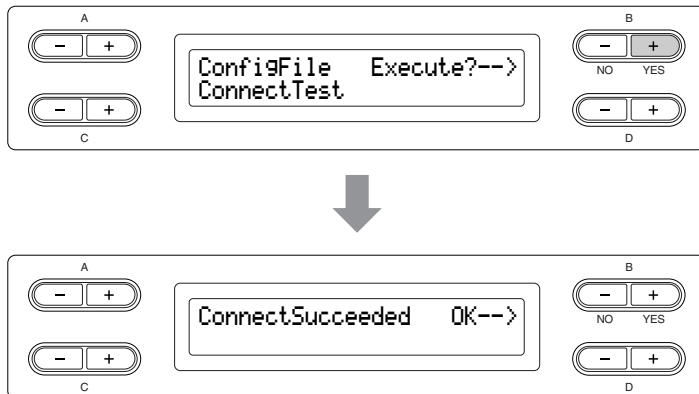 A B
− + − +
NO YES
ConfigFile Execute?-->
ConnectTest
− + − +
C D
A B
− + − +
NO YES
ConnectSucceeded OK-->
− + − +
C D